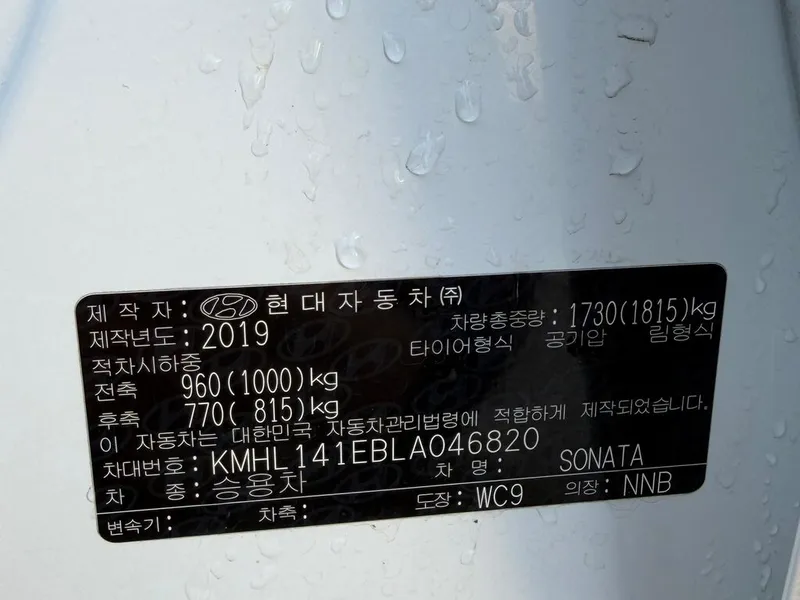 제 작 자 : 현대자동차㈜
제작년도 : 2019 차량총중량 : 1730(1815)kg
적차시하중 타이어형식 공기압 림형식
전축 960(1000)kg
후축 770( 815)kg
이 자동차는 대한민국 자동차관리법령에 적합하게 제작되었습니다.
차대번호 : KMHL141EBLA046820
차 종 : 승용차 차 명 : SONATA
변속기 : 차축 : 도장 : WC9 의장 : NNB